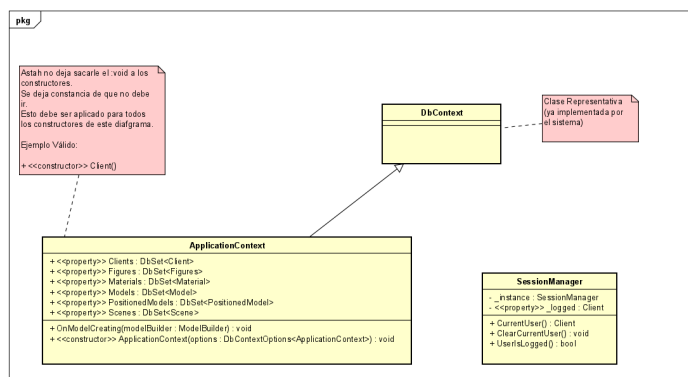 pkg
Astah no deja sacarle el :void a los
constructores.
Se deja constancia de que no debe
ir.
Esto debe ser aplicado para todos
los constructores de este diafgrama.
Ejemplo Válido:
+ <<constructor>> Client()
DbContext
Clase Representativa
(ya implementada por
el sistema)
ApplicationContext
+ <<property>> Clients : DbSet<Client>
+ <<property>> Figures : DbSet<Figures>
+ <<property>> Materials : DbSet<Material>
+ <<property>> Models : DbSet<Model>
+ <<property>> PositionedModels : DbSet<PositionedModel>
+ <<property>> Scenes : DbSet<Scene>
+ OnModelCreating(modelBuilder : ModelBuilder) : void
+ <<constructor>> ApplicationContext(options : DbContextOptions<ApplicationContext>) : void
SessionManager
- _instance : SessionManager
- <<property>> _logged : Client
+ CurrentUser() : Client
+ ClearCurrentUser() : void
+ UserIsLogged() : bool